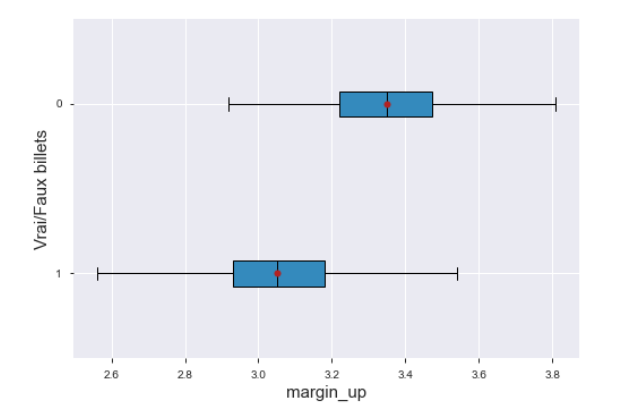 Vrai/Faux billets
0
1
2.6 2.8 3.0 3.2 3.4 3.6 3.8
margin_up